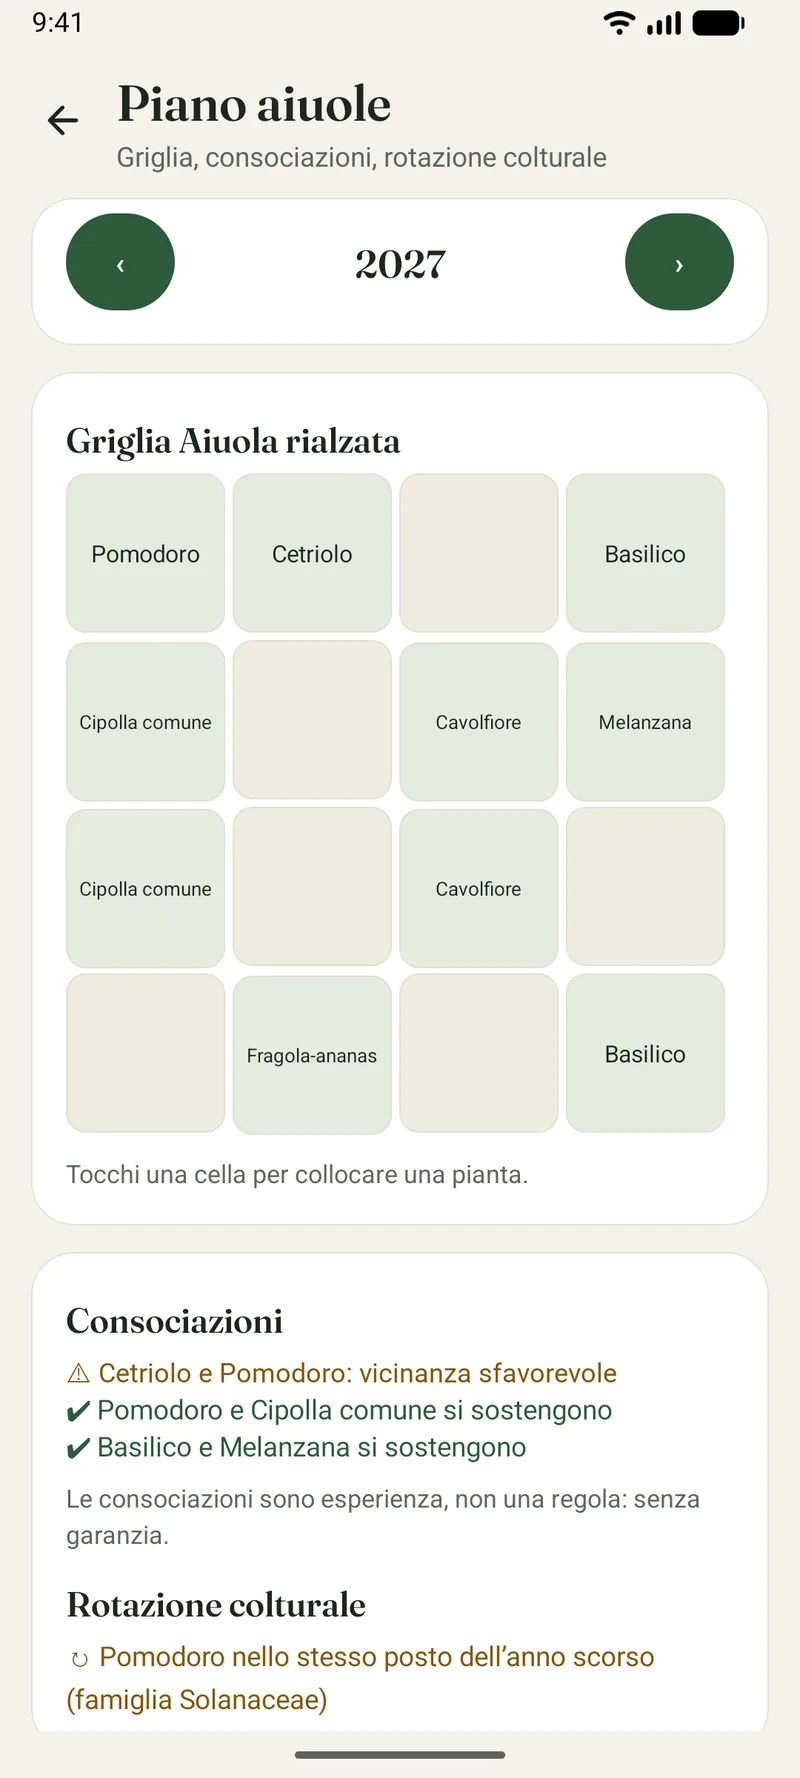 9:41
Piano aiuole
Griglia, consociazioni, rotazione colturale
‹ 2027 ›
Griglia Aiuola rialzata
Pomodoro Cetriolo Basilico
Cipolla comune Cavolfiore Melanzana
Cipolla comune Cavolfiore
Fragola-ananas Basilico
Tocchi una cella per collocare una pianta.
Consociazioni
⚠ Cetriolo e Pomodoro: vicinanza sfavorevole
✔ Pomodoro e Cipolla comune si sostengono
✔ Basilico e Melanzana si sostengono
Le consociazioni sono esperienza, non una regola: senza
garanzia.
Rotazione colturale
↻ Pomodoro nello stesso posto dell’anno scorso
(famiglia Solanaceae)